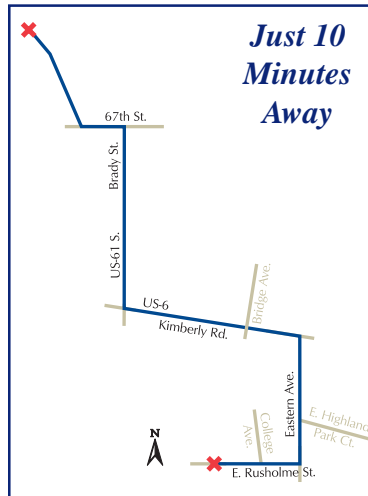 Just 10
Minutes
Away
67th St.
Brady St.
US-61 S.
US-6
Kimberly Rd.
Bridge Ave.
Eastern Ave.
E. Highland
Park Ct.
College
Ave.
N
E. Rusholme St.